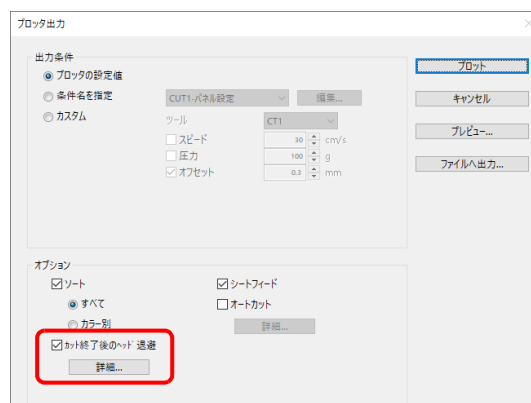 プロッタ出力
出力条件
プロッタの設定値
条件名を指定
CUT1-パネル設定
編集...
カスタム
ツール
CT1
スピード
30
cm/s
圧力
100
g
オフセット
0.3
mm
プロット
キャンセル
プレビュー...
ファイルへ出力...
オプション
ソート
すべて
カラー別
カット終了後のヘッド退避
詳細...
シートフィード
オートカット
詳細...